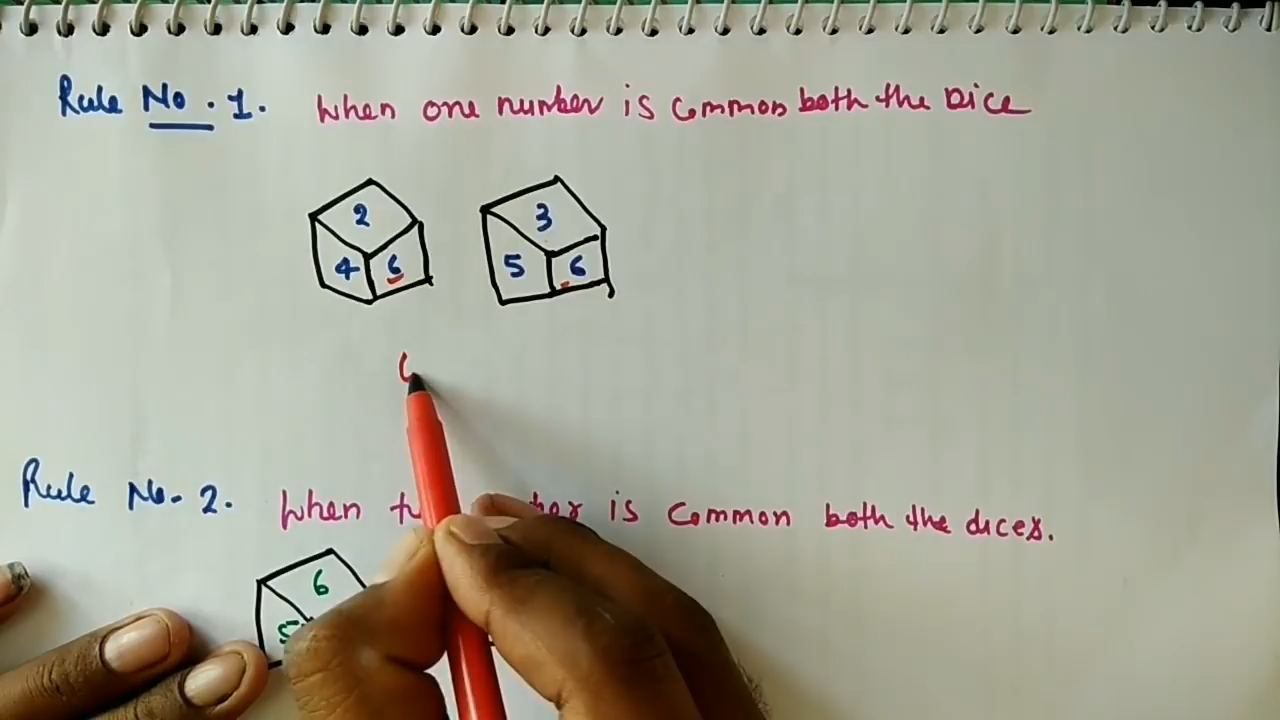 Rule No. 1. When one number is common both the Dice
2 3
4 6 5 6
Rule No. 2. When is common both the dices.
6
5